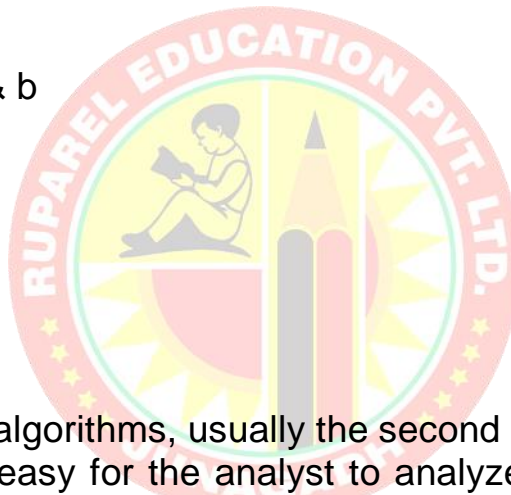 & b
RUPAREL EDUCATION PVT. LTD.
algorithms, usually the second
easy for the analyst to analyze